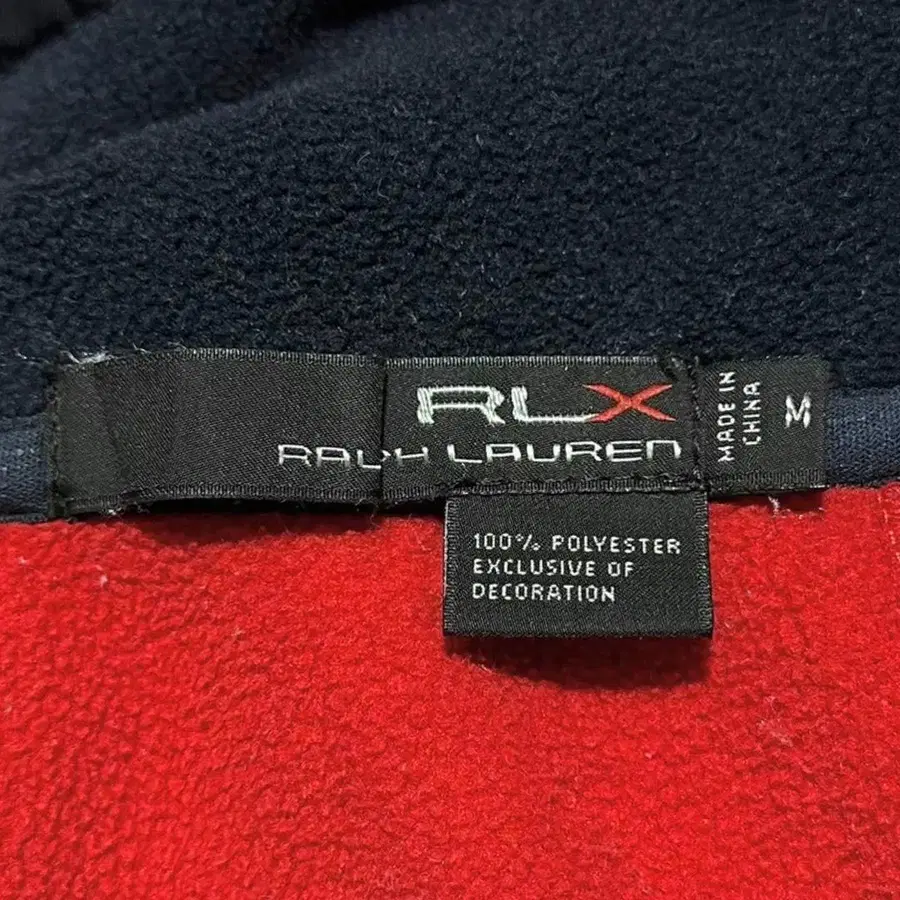 RLX
RALPH LAUREN
MADE IN
CHINA
M
100% POLYESTER
EXCLUSIVE OF
DECORATION